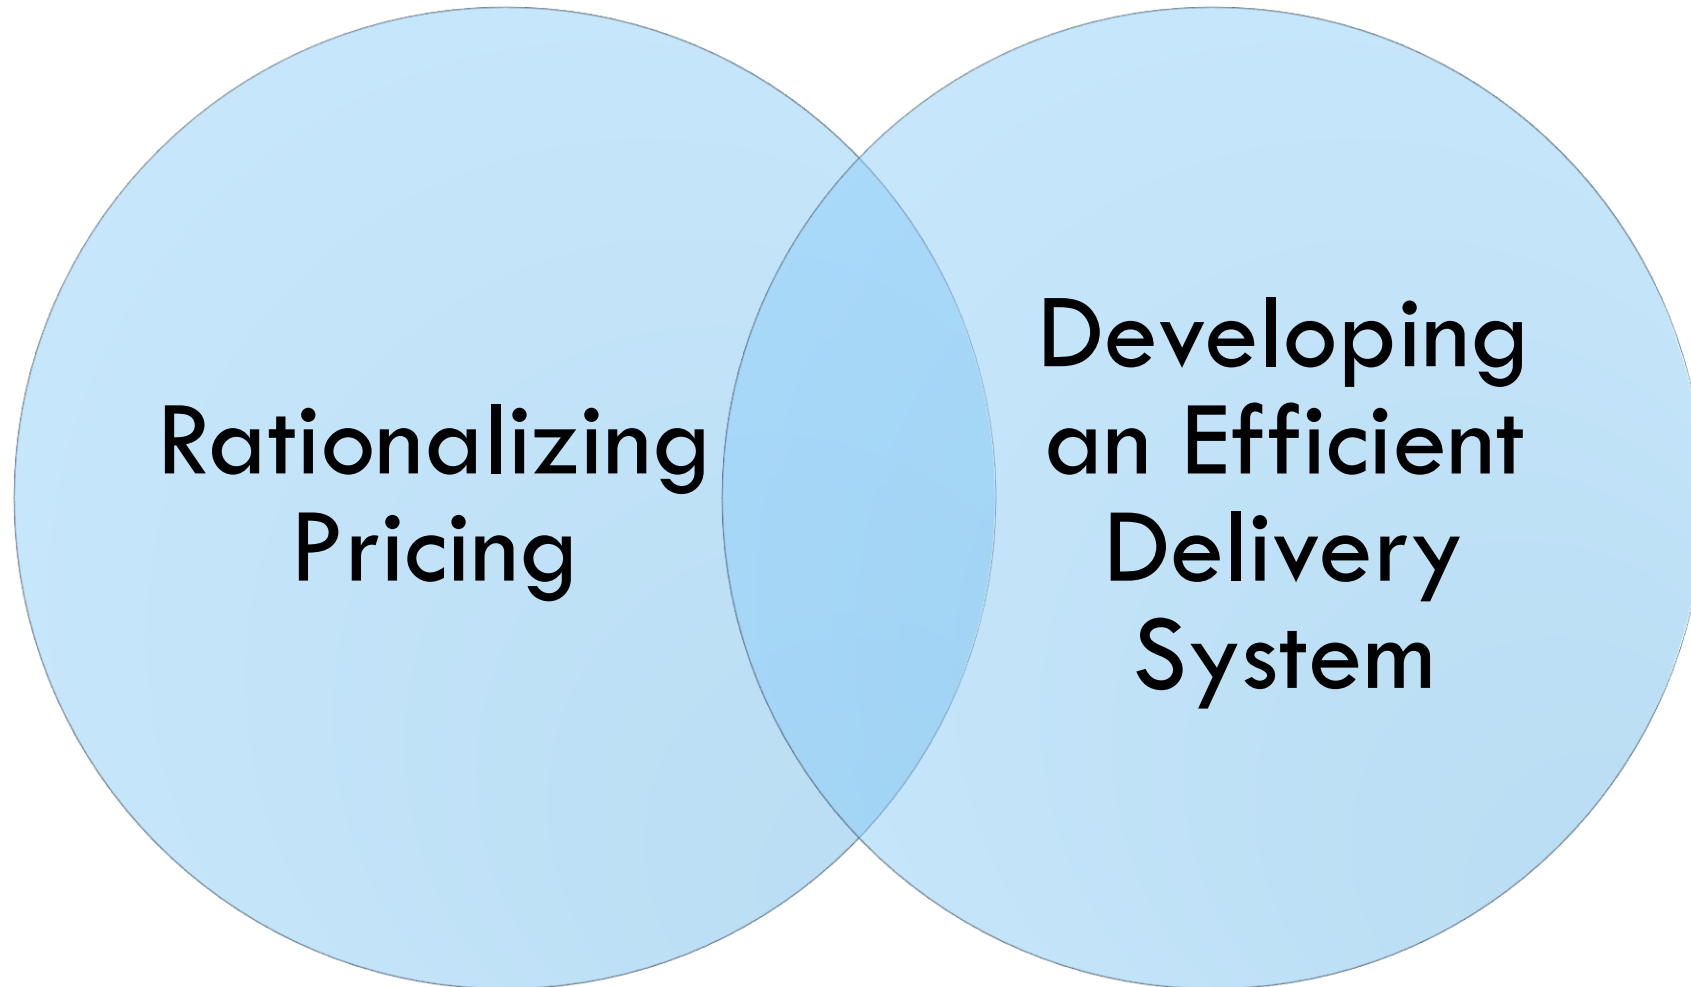 Rationalizing
Pricing
Developing
an Efficient
Delivery
System